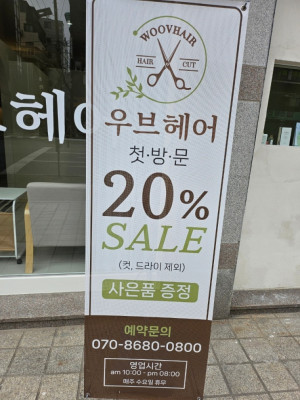 WOOVHAIR
HAIR CUT
우브헤어
첫·방·문
20%
SALE
(컷, 드라이 제외)
사은품 증정
예약문의
070-8680-0800
영업시간
am 10:00 - pm 08:00
매주 수요일 휴무
헤어